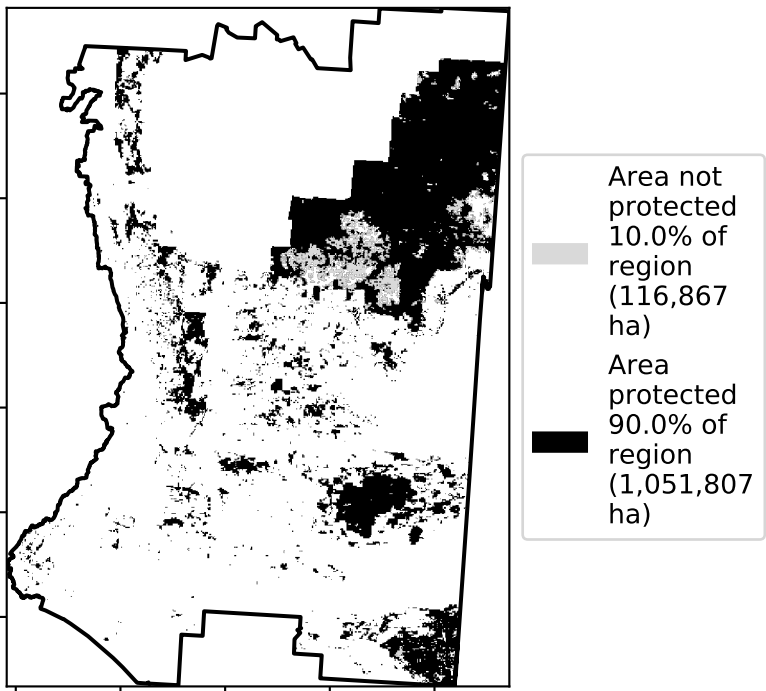 Area not
protected
10.0% of
region
(116,867
ha)
Area
protected
90.0% of
region
(1,051,807
ha)